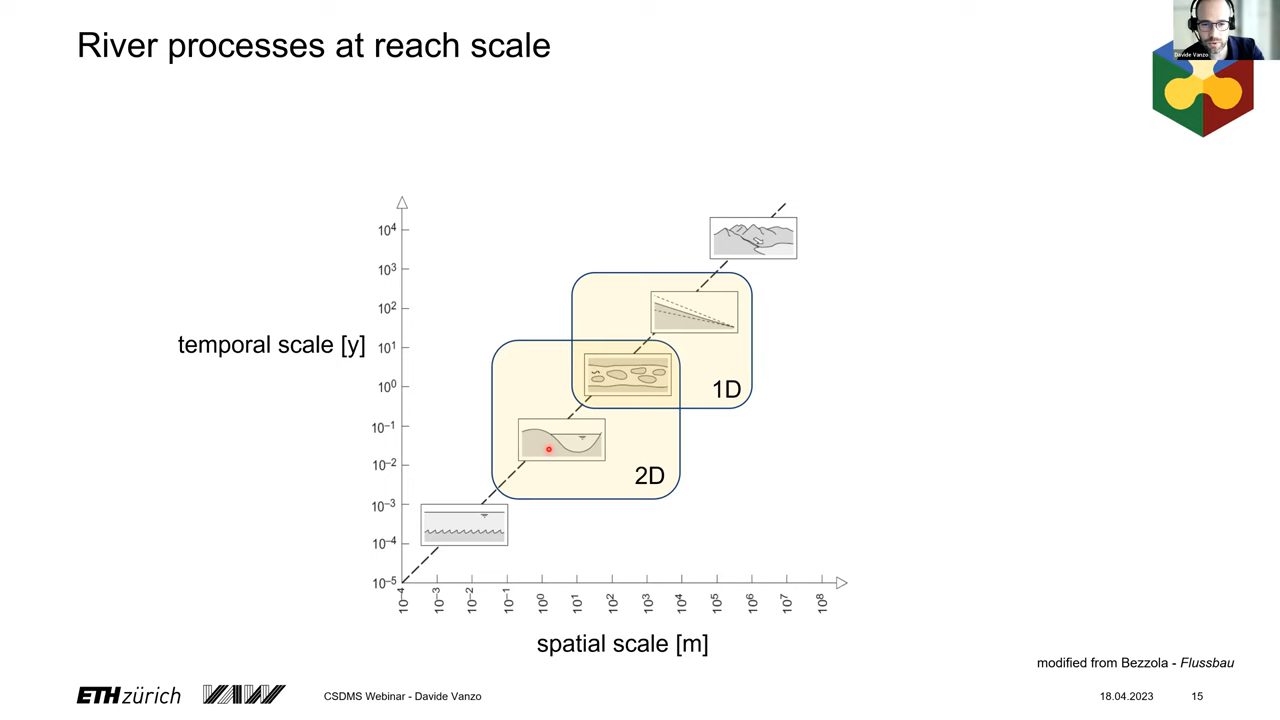 River processes at reach scale
Davide Vanzo
10⁴
10³
10²
temporal scale [y]
10¹
10⁰
1D
10⁻¹
10⁻²
2D
10⁻³
10⁻⁴
10⁻⁵
10⁻⁴ 10⁻³ 10⁻² 10⁻¹ 10⁰ 10¹ 10² 10³ 10⁴ 10⁵ 10⁶ 10⁷ 10⁸
spatial scale [m]
modified from Bezzola - Flussbau
ETH zürich VAW CSDMS Webinar - Davide Vanzo 18.04.2023 15